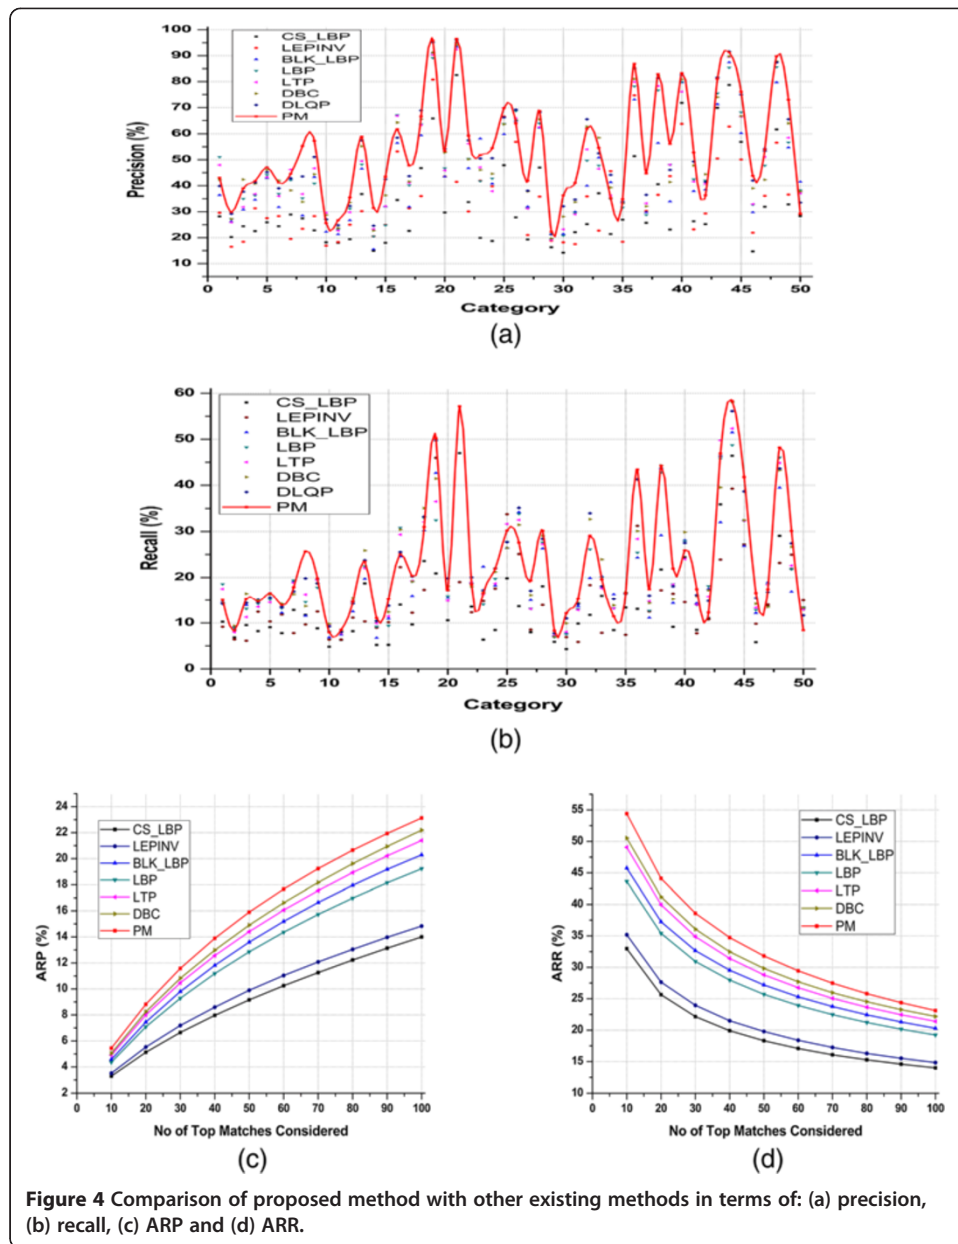 100
90
80
70
60
50
40
30
20
10
Precision (%)
CS_LBP
LEPINV
BLK_LBP
LBP
LTP
DBC
DLQP
PM
0 5 10 15 20 25 30 35 40 45 50
Category
(a)
60
50
40
30
20
10
0
Recall (%)
CS_LBP
LEPINV
BLK_LBP
LBP
LTP
DBC
DLQP
PM
0 5 10 15 20 25 30 35 40 45 50
Category
(b)
24
22
20
18
16
14
12
10
8
6
4
2
ARP (%)
CS_LBP
LEPINV
BLK_LBP
LBP
LTP
DBC
PM
0 10 20 30 40 50 60 70 80 90 100
No of Top Matches Considered
(c)
55
50
45
40
35
30
25
20
15
10
ARR (%)
CS_LBP
LEPINV
BLK_LBP
LBP
LTP
DBC
PM
0 10 20 30 40 50 60 70 80 90 100
No of Top Matches Considered
(d)
Figure 4 Comparison of proposed method with other existing methods in terms of: (a) precision,
(b) recall, (c) ARP and (d) ARR.